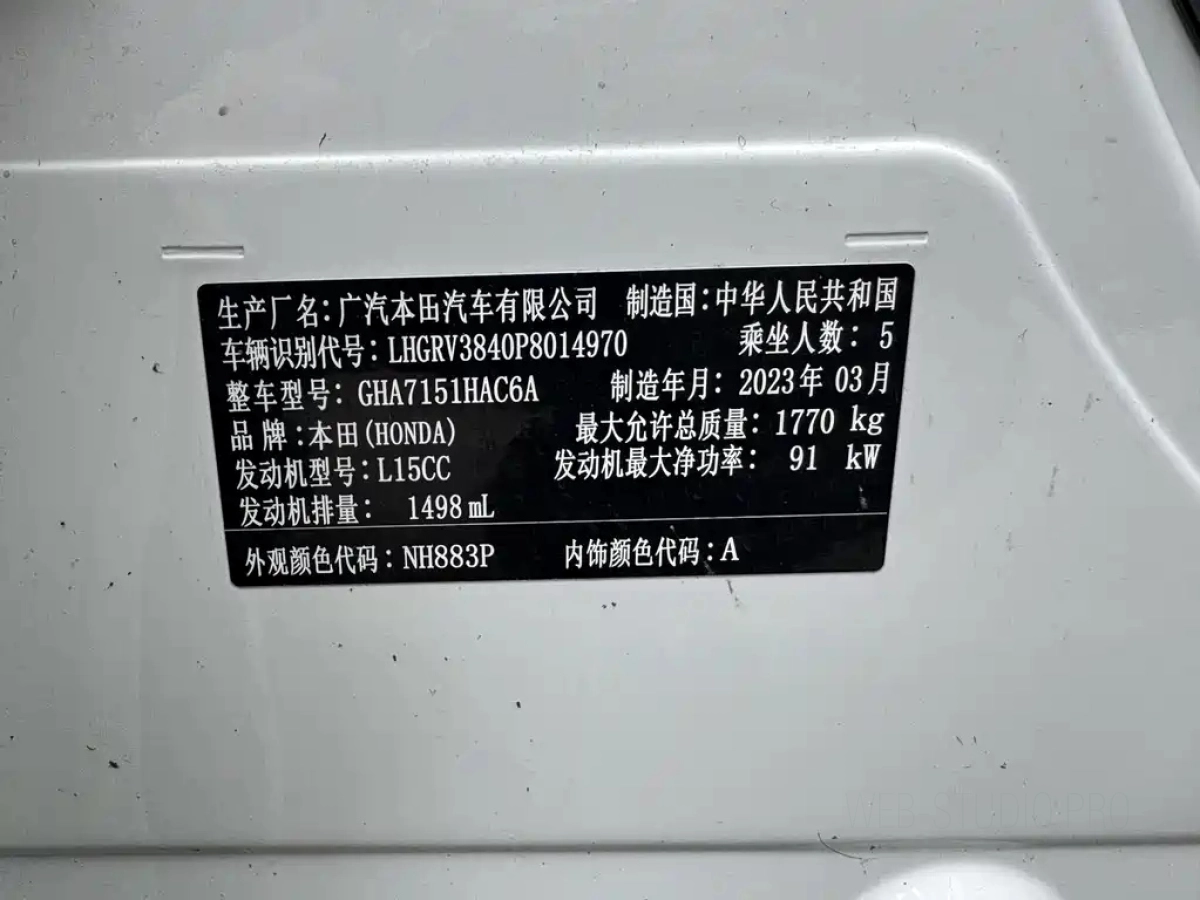 生产厂名:广汽本田汽车有限公司 制造国:中华人民共和国
车辆识别代号:LHGRV3840P8014970 乘坐人数: 5
整车型号: GHA7151HAC6A 制造年月: 2023年 03月
品 牌:本田(HONDA) 最大允许总质量: 1770 kg
发动机型号:L15CC 发动机最大净功率: 91 kW
发动机排量: 1498 mL
外观颜色代码:NH883P 内饰颜色代码:A
WEB-STUDIO.PRO